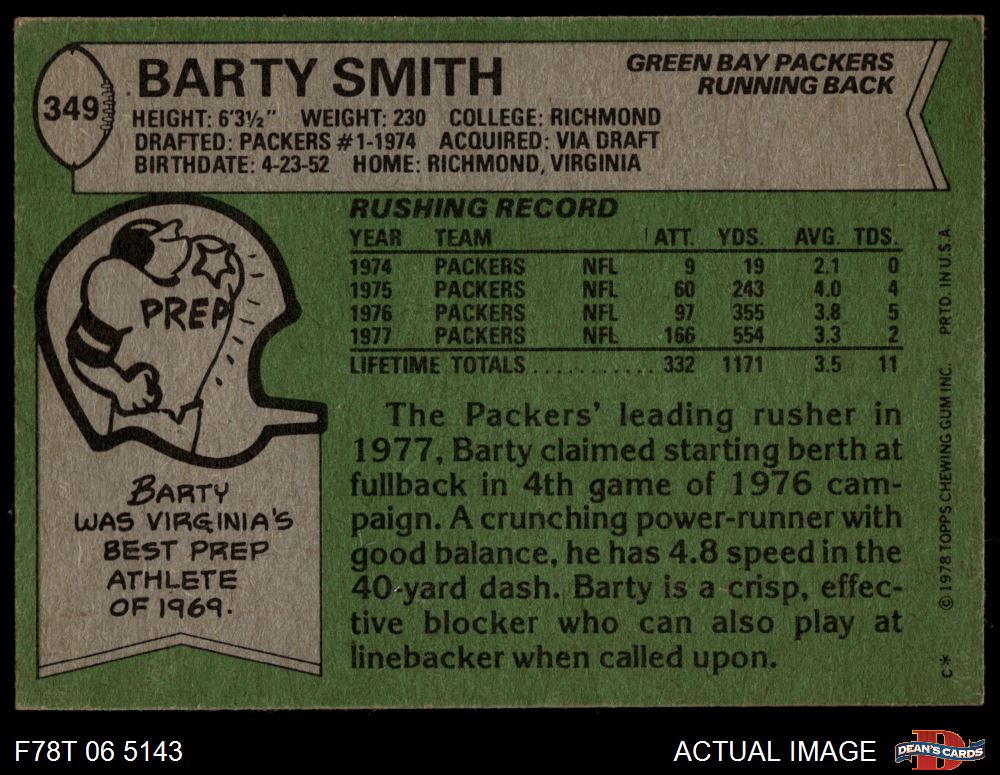 349
BARTY SMITH
GREEN BAY PACKERS
RUNNING BACK
HEIGHT: 6'3½" WEIGHT: 230 COLLEGE: RICHMOND
DRAFTED: PACKERS #1-1974 ACQUIRED: VIA DRAFT
BIRTHDATE: 4-23-52 HOME: RICHMOND, VIRGINIA
PREP
BARTY
WAS VIRGINIA'S
BEST PREP
ATHLETE
OF 1969.
RUSHING RECORD
YEAR TEAM ATT. YDS. AVG. TDS.
1974 PACKERS NFL 9 19 2.1 0
1975 PACKERS NFL 60 243 4.0 4
1976 PACKERS NFL 97 355 3.8 5
1977 PACKERS NFL 166 554 3.3 2
LIFETIME TOTALS........... 332 1171 3.5 11
The Packers' leading rusher in
1977, Barty claimed starting berth at
fullback in 4th game of 1976 cam-
paign. A crunching power-runner with
good balance, he has 4.8 speed in the
40-yard dash. Barty is a crisp, effec-
tive blocker who can also play at
linebacker when called upon.
C* © 1978 TOPPS CHEWING GUM INC. PRTD. IN U.S.A.
F78T 06 5143
ACTUAL IMAGE
D
DEAN'S CARDS